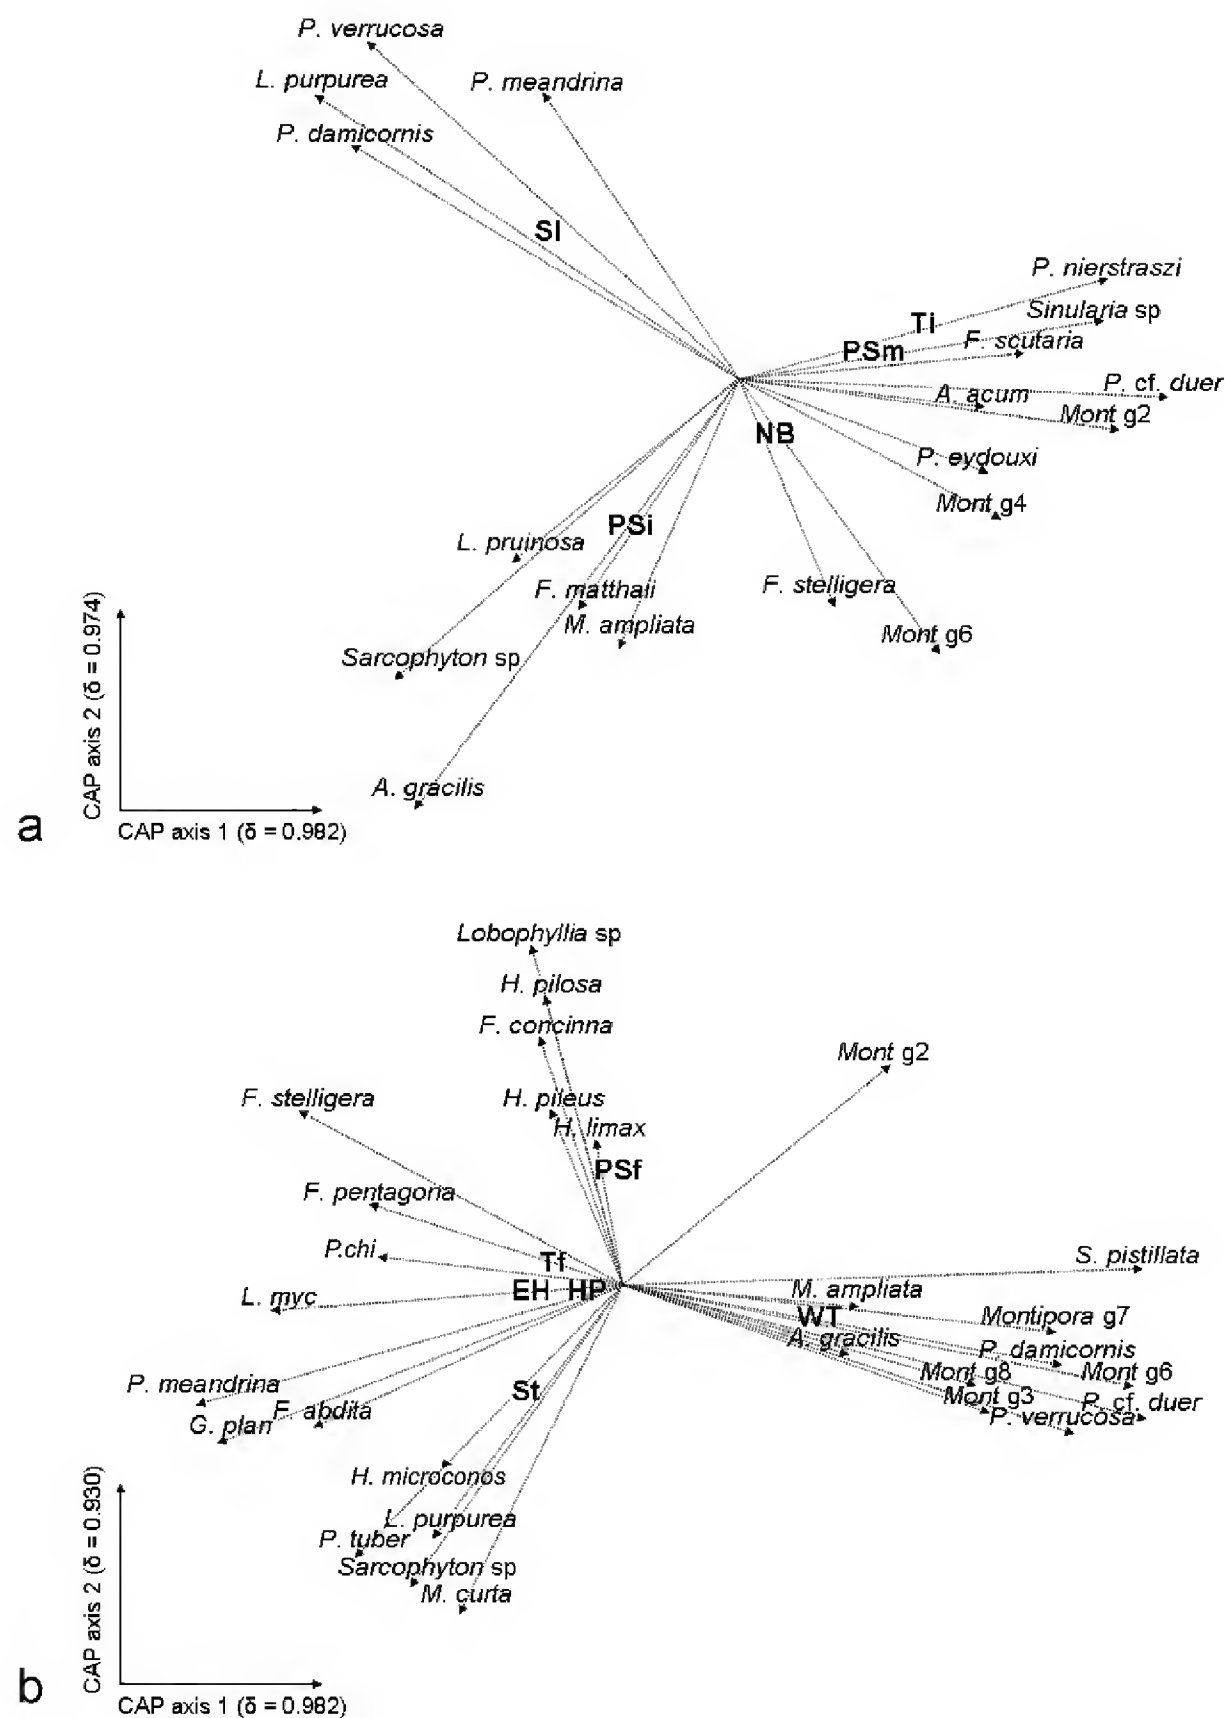 P. verrucosa
L. purpurea
P. meandrina
P. damicornis
SI
P. nierstraszi
Sinularia sp
Ti
F. scutaria
PSm
P. cf. duer
A. acum
Mont g2
NB
P. eydouxi
Mont g4
PSi
L. pruinosa
F. stelligera
F. matthaii
M. ampliata
Mont g6
Sarcophyton sp
A. gracilis
CAP axis 2 (δ = 0.974)
CAP axis 1 (δ = 0.982)
a
Lobophyllia sp
H. pilosa
F. concinna
Mont g2
F. stelligera
H. pileus
H. limax
PSf
F. pentagona
P.chi
Tf
S. pistillata
EH HP
M. ampliata
L. myc
WT
Montipora g7
A. gracilis
P. damicornis
Mont g8
Mont g6
P. meandrina
St
Mont g3
P. cf. duer
G. plan
F. abdita
P. verrucosa
H. microconos
L. purpurea
P. tuber
Sarcophyton sp
M. curta
CAP axis 2 (δ = 0.930)
CAP axis 1 (δ = 0.982)
b